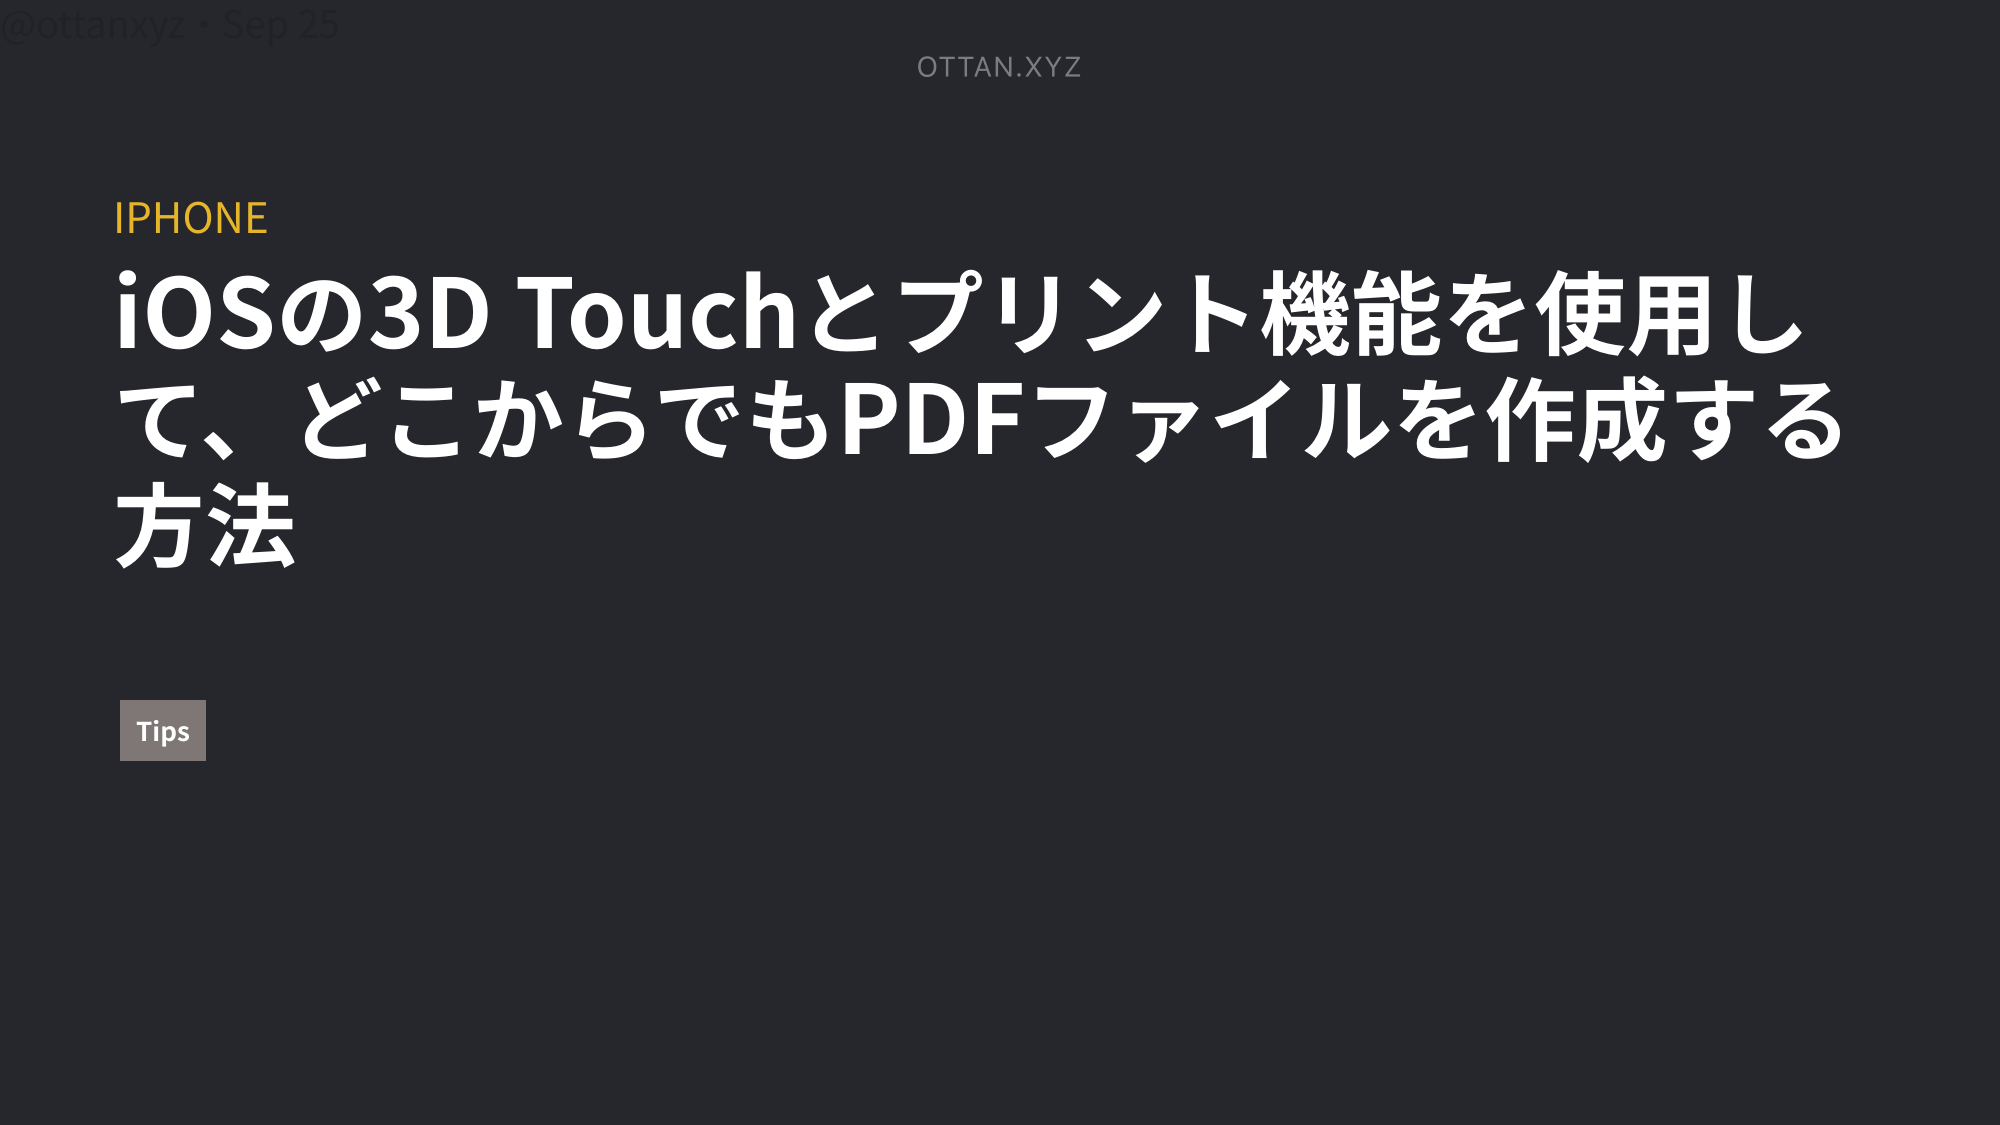 @ottanxyz・Sep 25
OTTAN.XYZ
IPHONE
iOSの3D Touchとプリント機能を使用し
て、どこからでもPDFファイルを作成する
方法
Tips